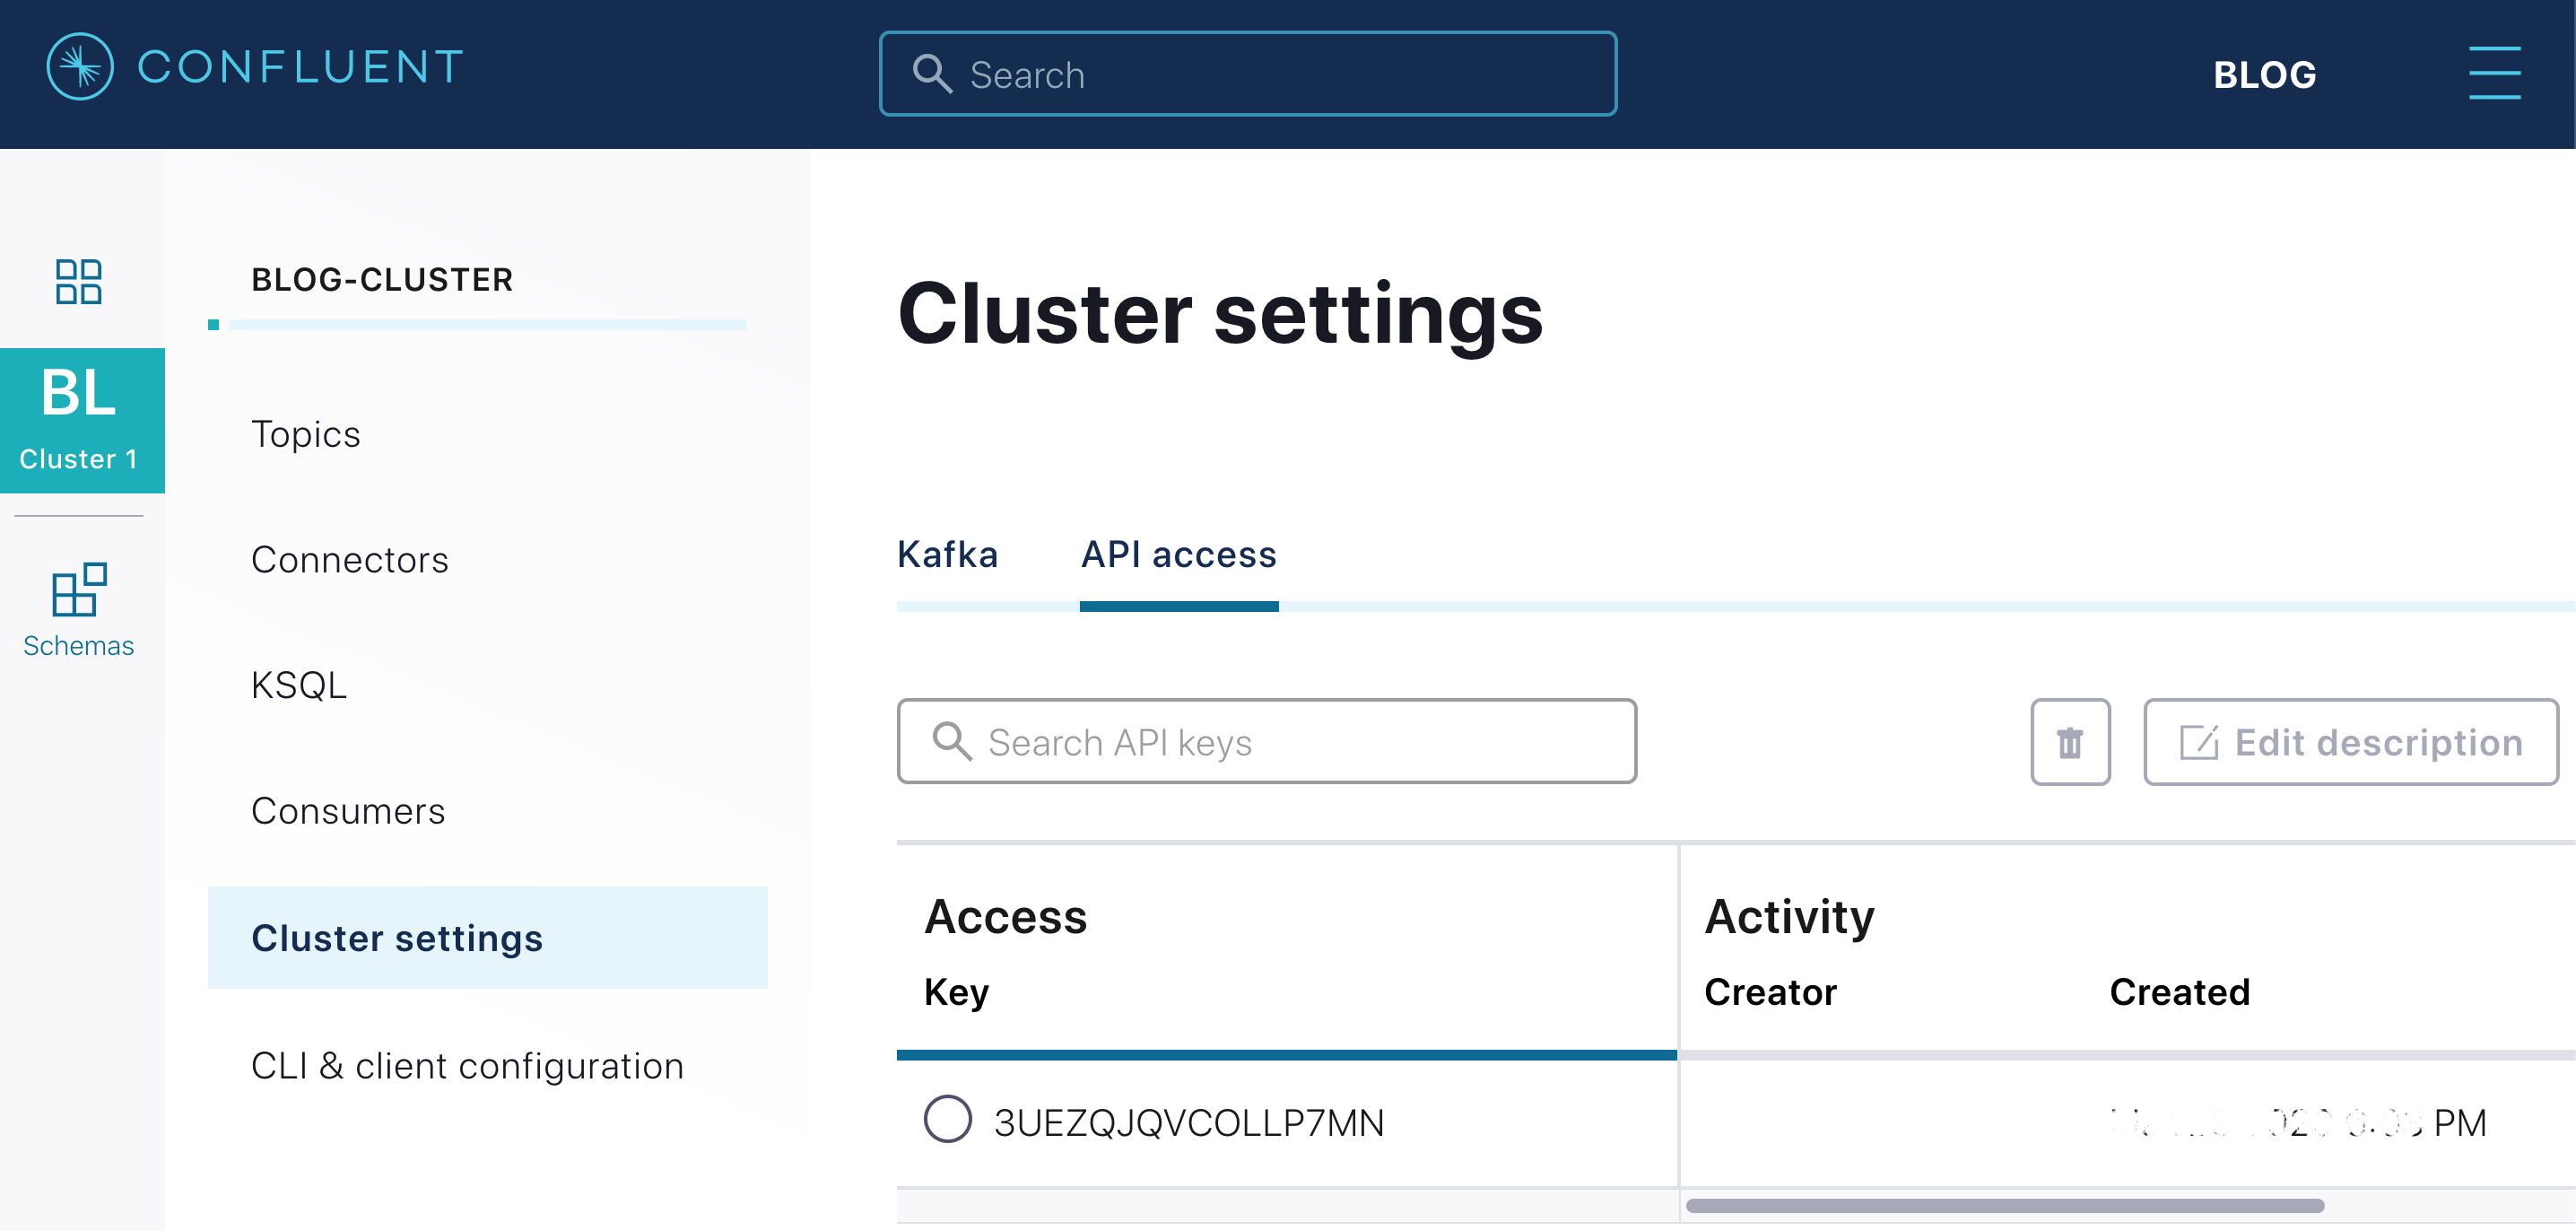 CONFLUENT
Search
BLOG
BL
Cluster 1
Schemas
BLOG-CLUSTER
Topics
Connectors
KSQL
Consumers
Cluster settings
CLI & client configuration
Cluster settings
Kafka API access
Search API keys
Edit description
Access Activity
Key Creator Created
3UEZQJQVCOLLP7MN PM